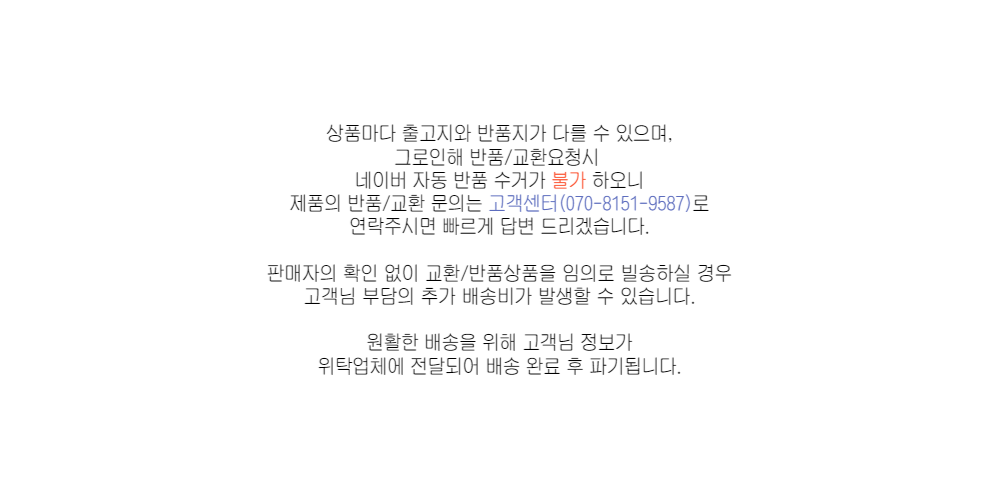 상품마다 출고지와 반품지가 다를 수 있으며,
그로인해 반품/교환요청시
네이버 자동 반품 수거가 불가 하오니
제품의 반품/교환 문의는 고객센터(070-8151-9587)로
연락주시면 빠르게 답변 드리겠습니다.
판매자의 확인 없이 교환/반품상품을 임의로 빌송하실 경우
고객님 부담의 추가 배송비가 발생할 수 있습니다.
원활한 배송을 위해 고객님 정보가
위탁업체에 전달되어 배송 완료 후 파기됩니다.